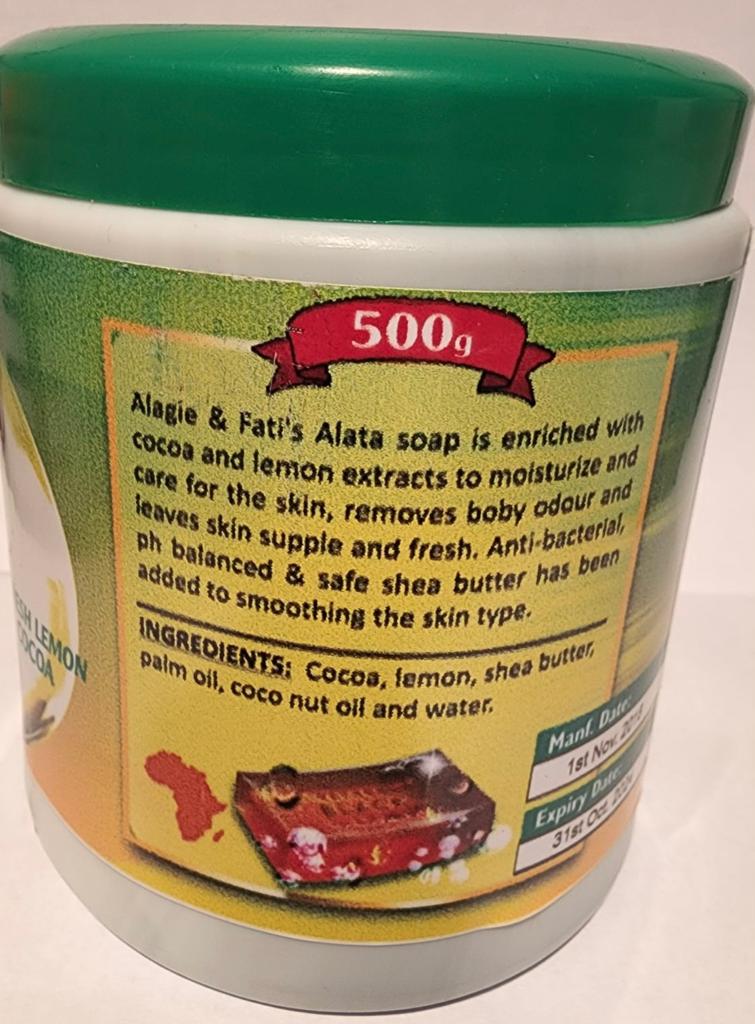 500g
Alagie & Fati's Alata soap is enriched with
cocoa and lemon extracts to moisturize and
care for the skin, removes boby odour and
leaves skin supple and fresh. Anti-bacterial,
ph balanced & safe shea butter has been
added to smoothing the skin type.
INGREDIENTS: Cocoa, lemon, shea butter,
palm oil, coco nut oil and water.
LEMON
COCOA
Manf. Date:
1st Nov.
Expiry Date:
31st Oct.